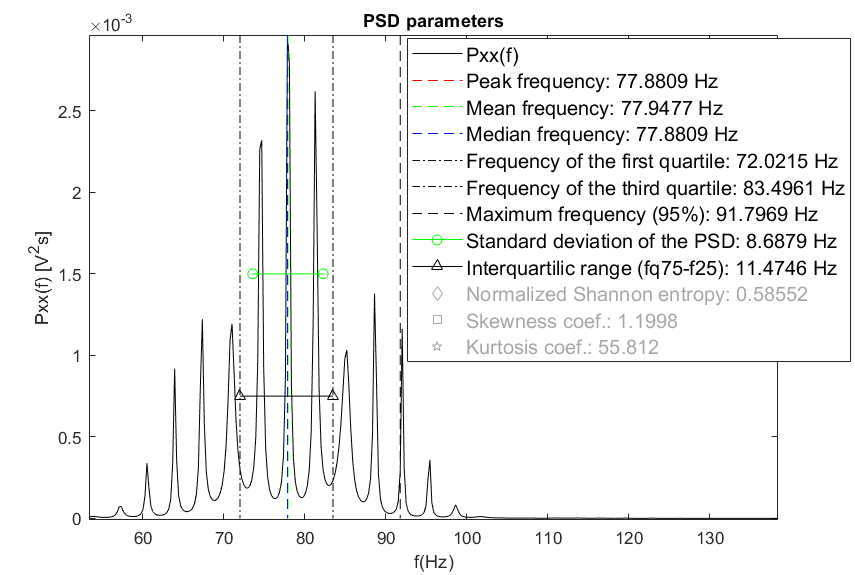 PSD parameters
×10⁻³
Pxx(f) [V²s]
2.5
2
1.5
1
0.5
0
60 70 80 90 100 110 120 130
f(Hz)
Pxx(f)
Peak frequency: 77.8809 Hz
Mean frequency: 77.9477 Hz
Median frequency: 77.8809 Hz
Frequency of the first quartile: 72.0215 Hz
Frequency of the third quartile: 83.4961 Hz
Maximum frequency (95%): 91.7969 Hz
Standard deviation of the PSD: 8.6879 Hz
Interquartilic range (fq75-f25): 11.4746 Hz
Normalized Shannon entropy: 0.58552
Skewness coef.: 1.1998
Kurtosis coef.: 55.812